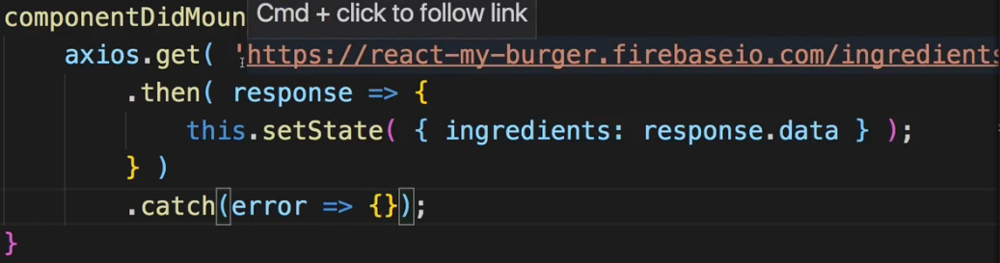 Cmd + click to follow link
componentDidMoun
axios.get( 'https://react-my-burger.firebaseio.com/ingredients
.then( response => {
this.setState( { ingredients: response.data } );
} )
.catch(error => {});
}